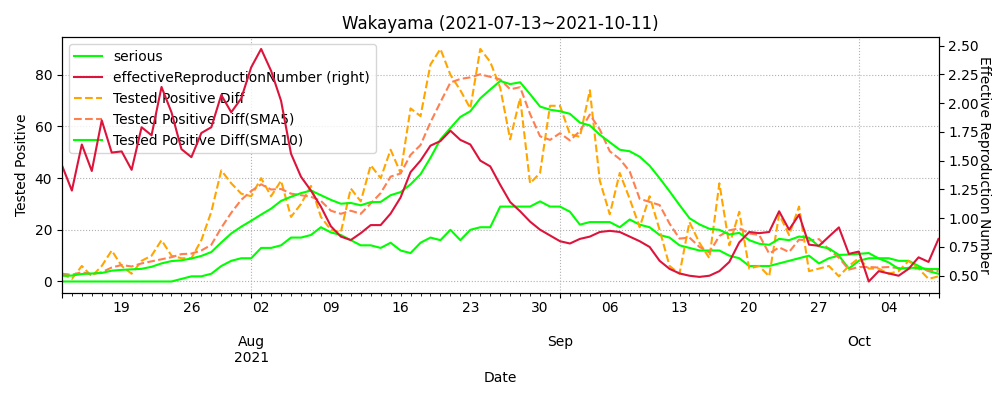 Wakayama (2021-07-13~2021-10-11)
serious
effectiveReproductionNumber (right)
Tested Positive Diff
Tested Positive Diff(SMA5)
Tested Positive Diff(SMA10)
Tested Positive
80
60
40
20
0
2.50
2.25
2.00
1.75
1.50
1.25
1.00
0.75
0.50
Effective Reproduction Number
19 26 02 09 16 23 30 06 13 20 27 04
Aug Sep Oct
2021
Date